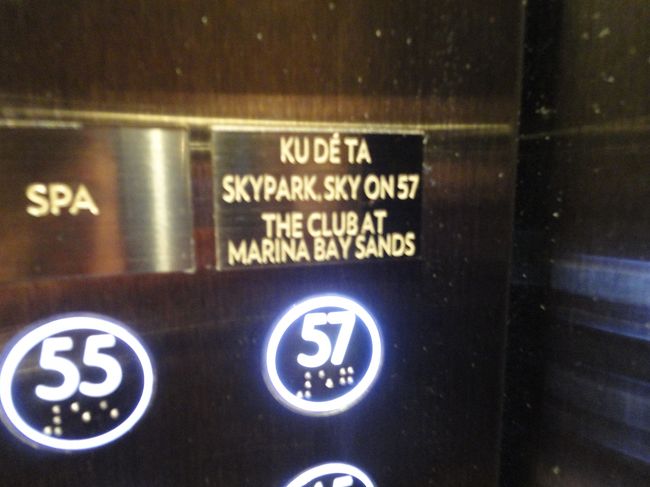 SPA
KU DÉ TA
SKYPARK, SKY ON 57
THE CLUB AT
MARINA BAY SANDS
55
57